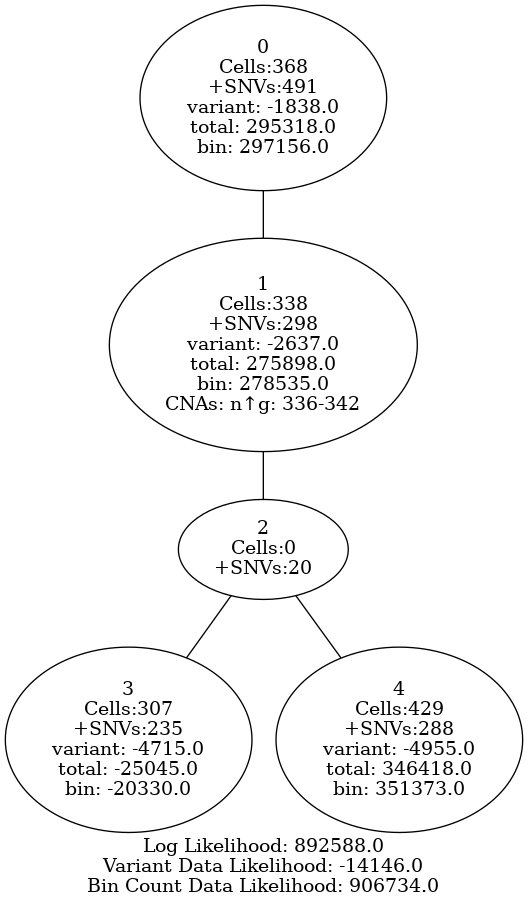 0
Cells:368
+SNVs:491
variant: -1838.0
total: 295318.0
bin: 297156.0
1
Cells:338
+SNVs:298
variant: -2637.0
total: 275898.0
bin: 278535.0
CNAs: n↑g: 336-342
2
Cells:0
+SNVs:20
3
Cells:307
+SNVs:235
variant: -4715.0
total: -25045.0
bin: -20330.0
4
Cells:429
+SNVs:288
variant: -4955.0
total: 346418.0
bin: 351373.0
Log Likelihood: 892588.0
Variant Data Likelihood: -14146.0
Bin Count Data Likelihood: 906734.0